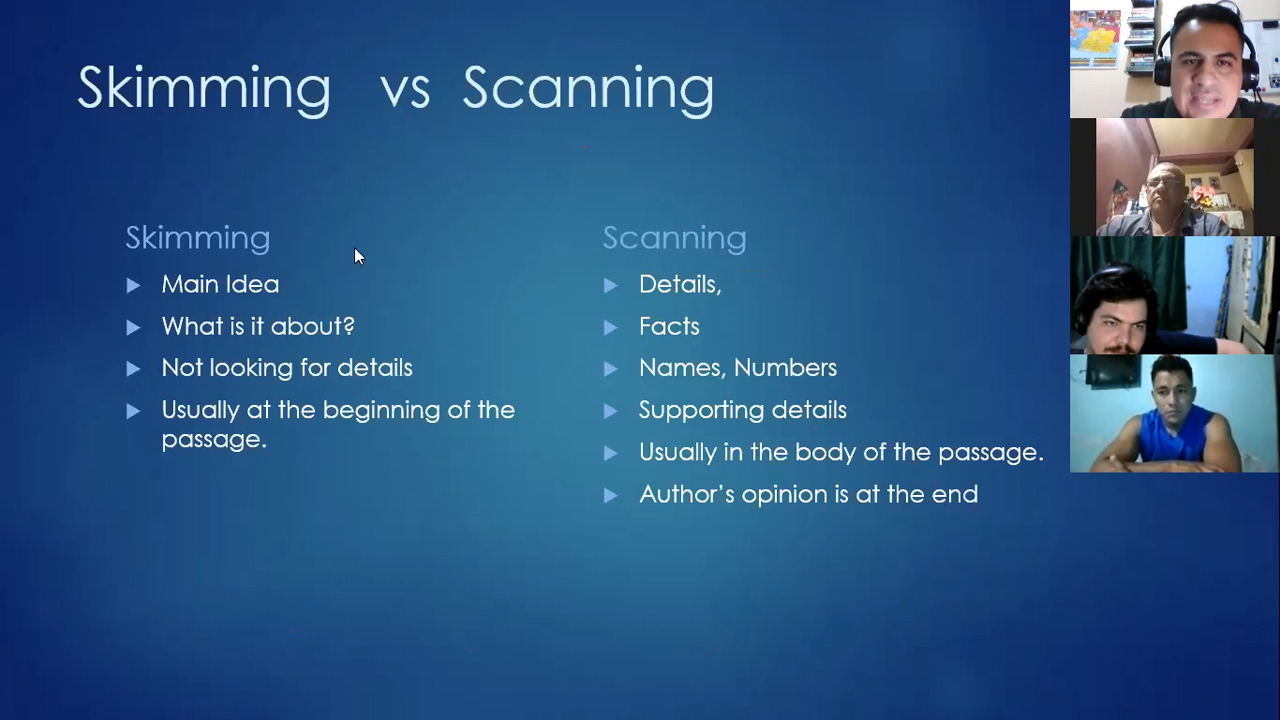 Skimming vs Scanning
Skimming
Main Idea
What is it about?
Not looking for details
Usually at the beginning of the
passage.
Scanning
Details,
Facts
Names, Numbers
Supporting details
Usually in the body of the passage.
Author's opinion is at the end